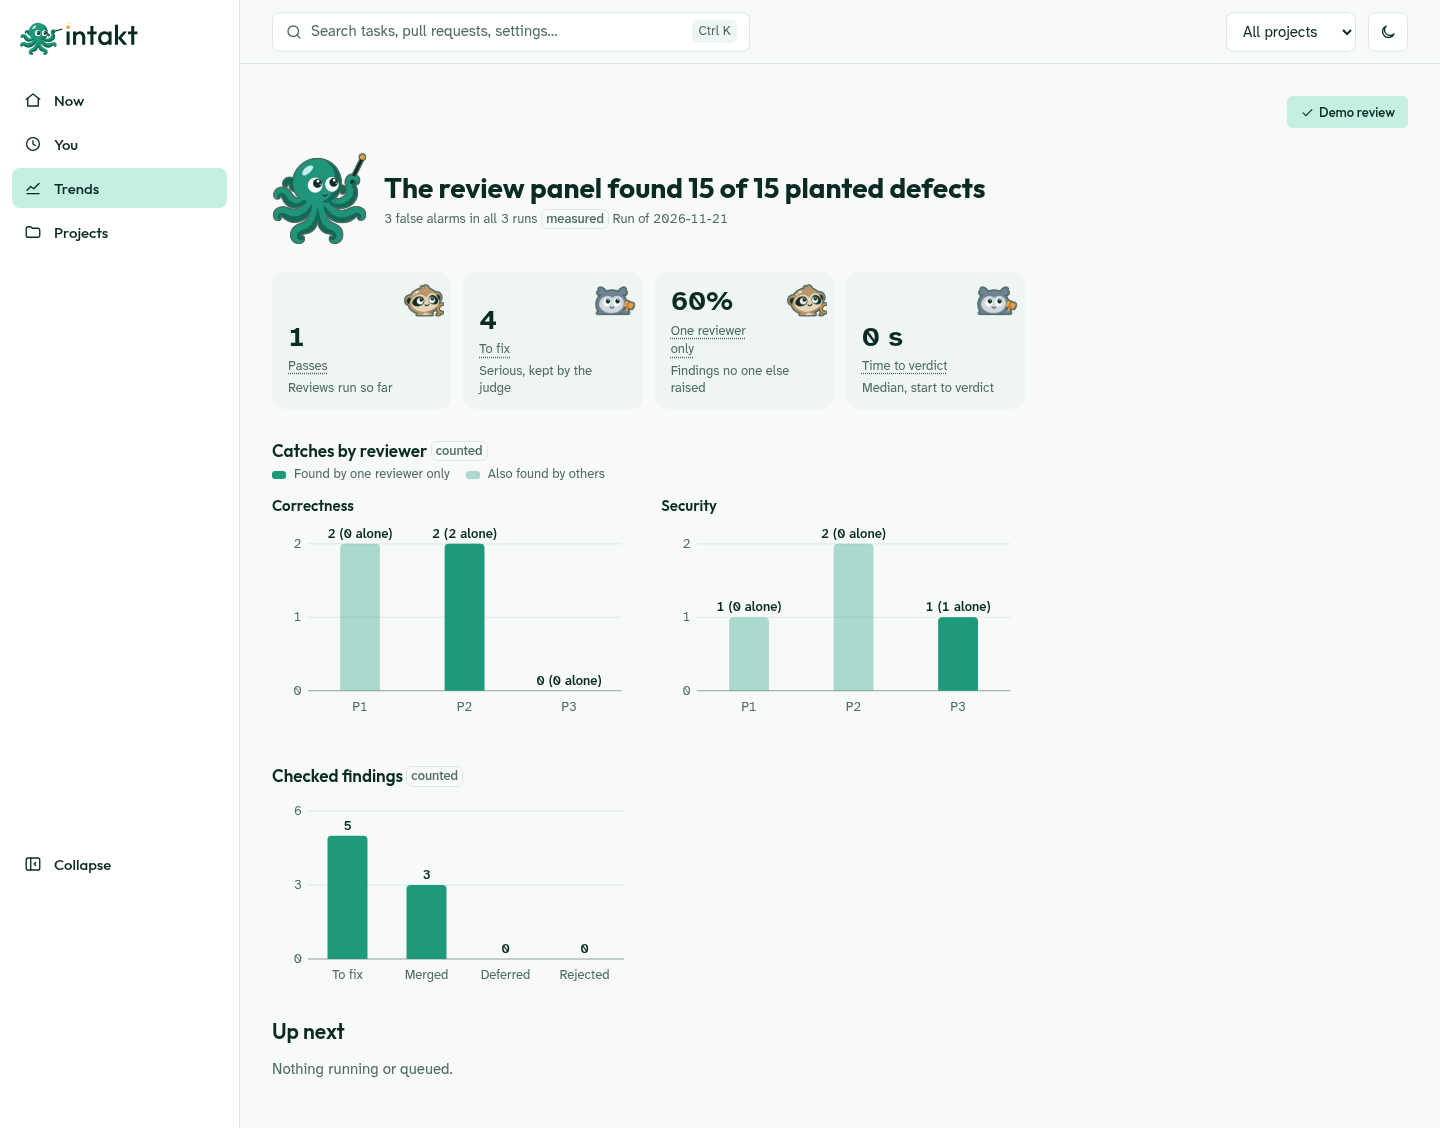 intakt
Search tasks, pull requests, settings...
Ctrl K
All projects
Now
You
Trends
Projects
Collapse
Demo review
The review panel found 15 of 15 planted defects
3 false alarms in all 3 runs measured Run of 2026-11-21
1
Passes
Reviews run so far
4
To fix
Serious, kept by the
judge
60%
One reviewer
only
Findings no one else
raised
0 s
Time to verdict
Median, start to verdict
Catches by reviewer counted
Found by one reviewer only
Also found by others
Correctness
2 (0 alone)
2 (2 alone)
0 (0 alone)
2
1
0
P1
P2
P3
Security
2 (0 alone)
1 (0 alone)
1 (1 alone)
2
1
0
P1
P2
P3
Checked findings counted
6
3
0
5
3
0
0
To fix
Merged
Deferred
Rejected
Up next
Nothing running or queued.